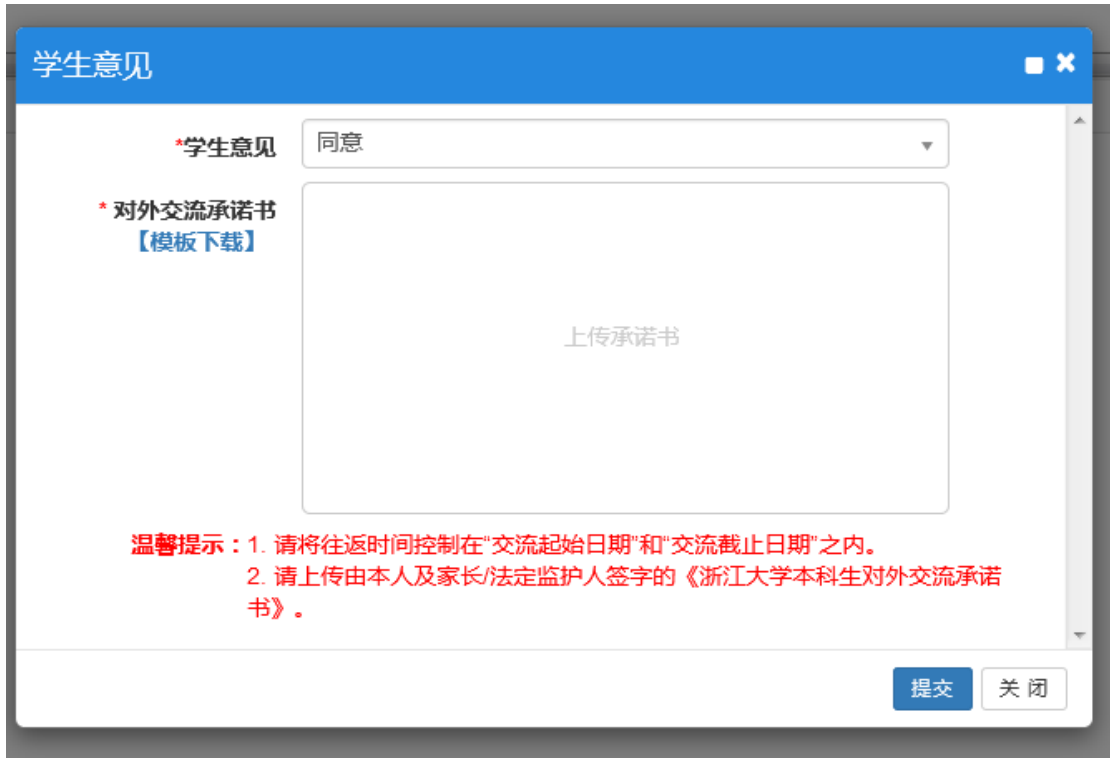 学生意见
*学生意见
同意
* 对外交流承诺书
【模板下载】
上传承诺书
温馨提示：1. 请将往返时间控制在“交流起始日期”和“交流截止日期”之内。
2. 请上传由本人及家长/法定监护人签字的《浙江大学本科生对外交流承诺
书》。
提交
关 闭